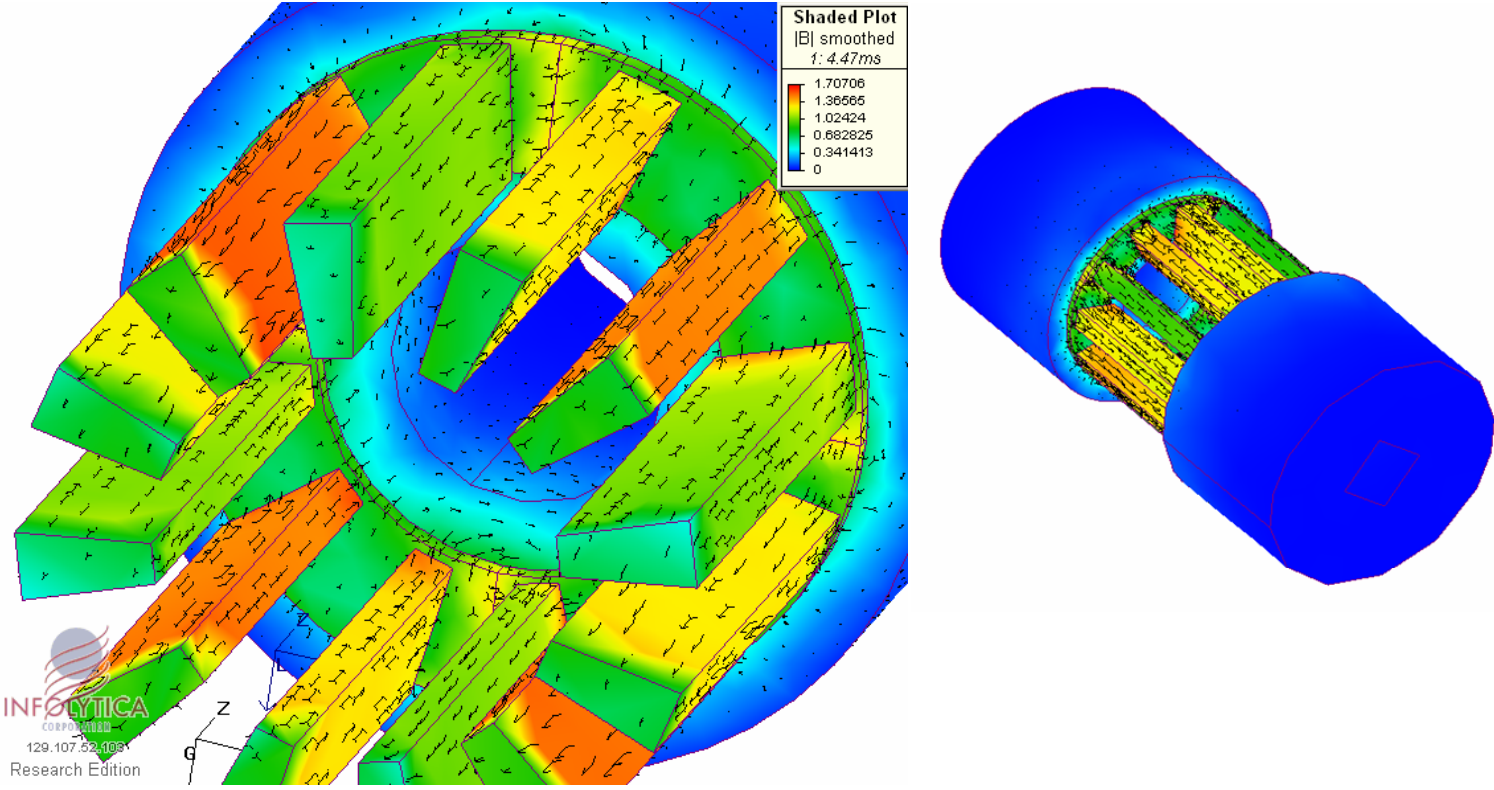 Shaded Plot
|B| smoothed
1: 4.47ms
1.70706
1.36565
1.02424
0.682825
0.341413
0
Z
Z
G
INFOLYTICA
CORPORATION
129.107.52.103
Research Edition